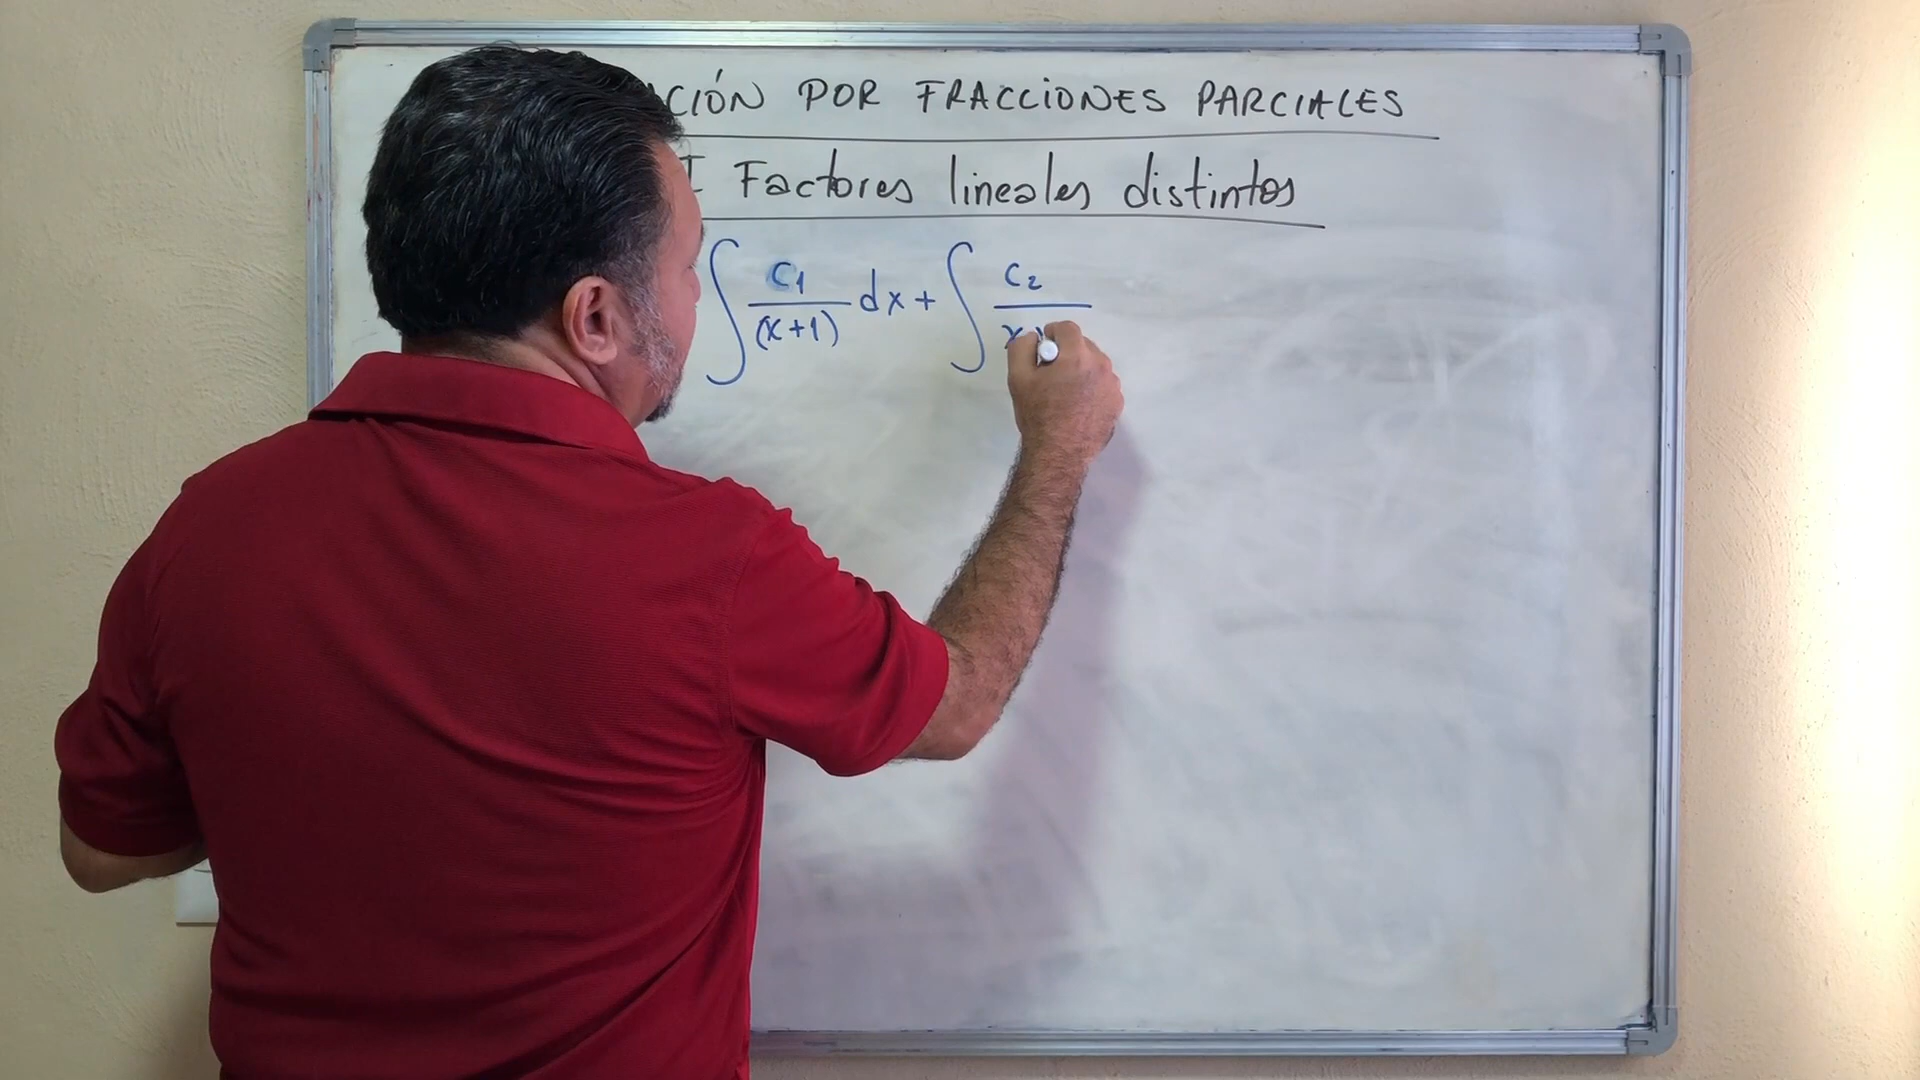 CIÓN POR FRACCIONES PARCIALES
I Factores lineales distintos
∫ C₁/(x+1) dx + ∫ C₂/x